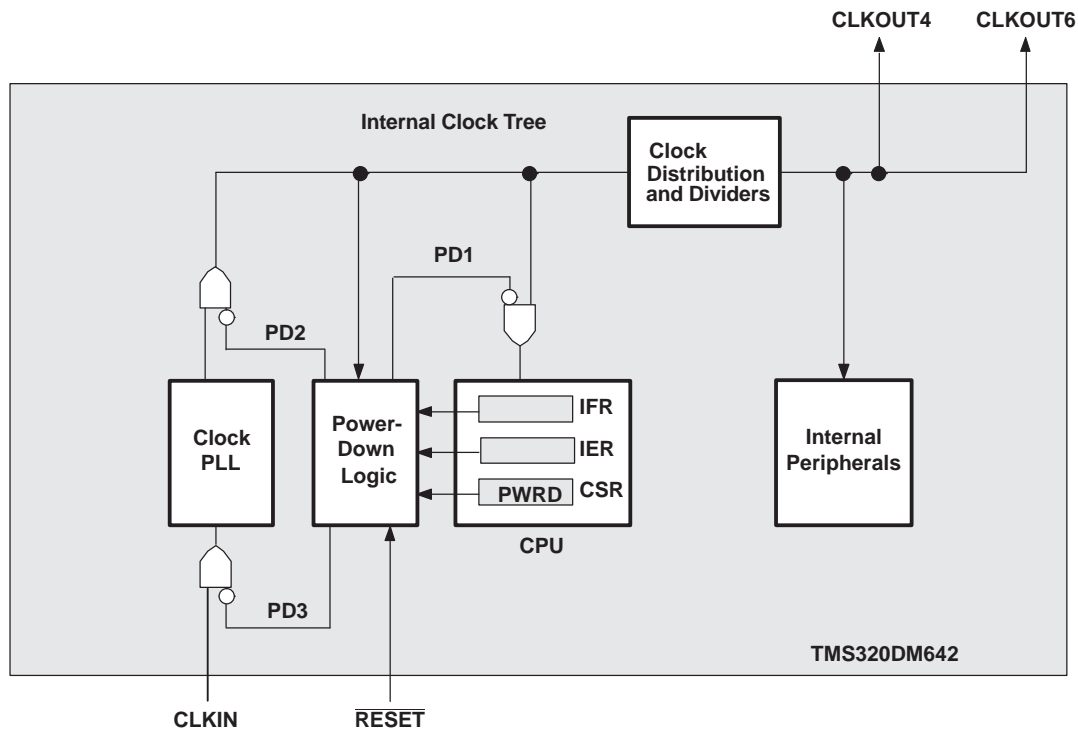 CLKOUT4
CLKOUT6
Internal Clock Tree
Clock
Distribution
and Dividers
PD1
PD2
Clock
PLL
Power-
Down
Logic
IFR
IER
PWRD
CSR
CPU
Internal
Peripherals
PD3
TMS320DM642
CLKIN
RESET